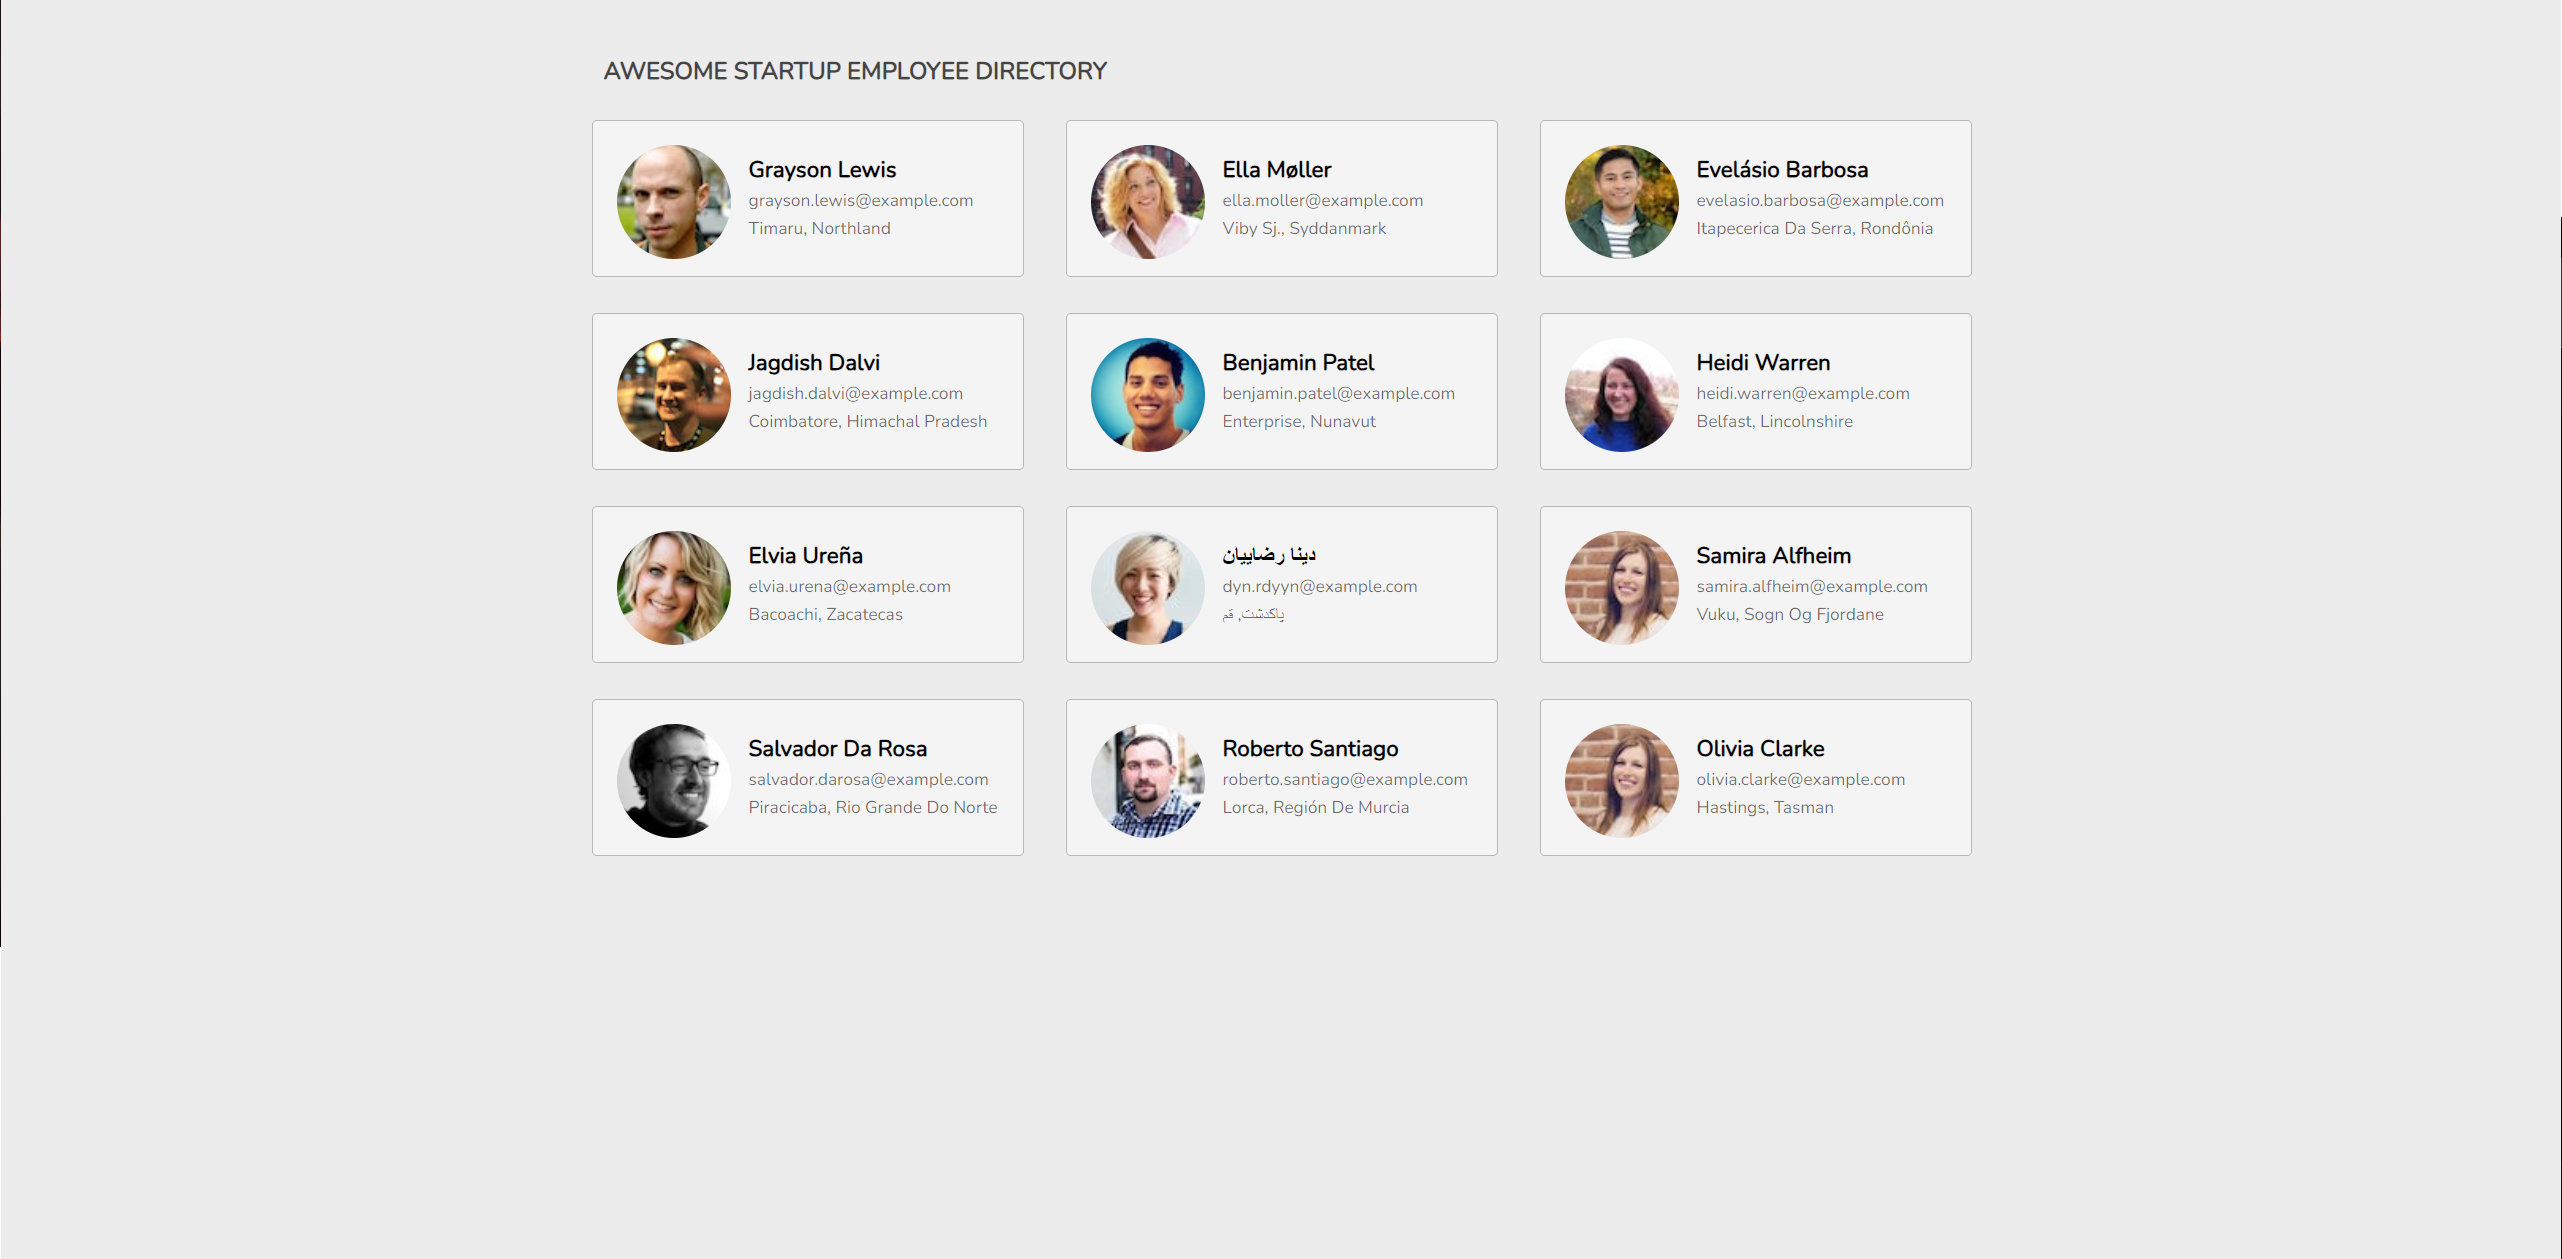 AWESOME STARTUP EMPLOYEE DIRECTORY
Grayson Lewis
grayson.lewis@example.com
Timaru, Northland
Ella Møller
ella.moller@example.com
Viby Sj., Syddanmark
Evelásio Barbosa
evelasio.barbosa@example.com
Itapecerica Da Serra, Rondônia
Jagdish Dalvi
jagdish.dalvi@example.com
Coimbatore, Himachal Pradesh
Benjamin Patel
benjamin.patel@example.com
Enterprise, Nunavut
Heidi Warren
heidi.warren@example.com
Belfast, Lincolnshire
Elvia Ureña
elvia.urena@example.com
Bacoachi, Zacatecas
دینا رضاییان
dyn.rdyyn@example.com
پاکدشت, قم
Samira Alfheim
samira.alfheim@example.com
Vuku, Sogn Og Fjordane
Salvador Da Rosa
salvador.darosa@example.com
Piracicaba, Rio Grande Do Norte
Roberto Santiago
roberto.santiago@example.com
Lorca, Región De Murcia
Olivia Clarke
olivia.clarke@example.com
Hastings, Tasman